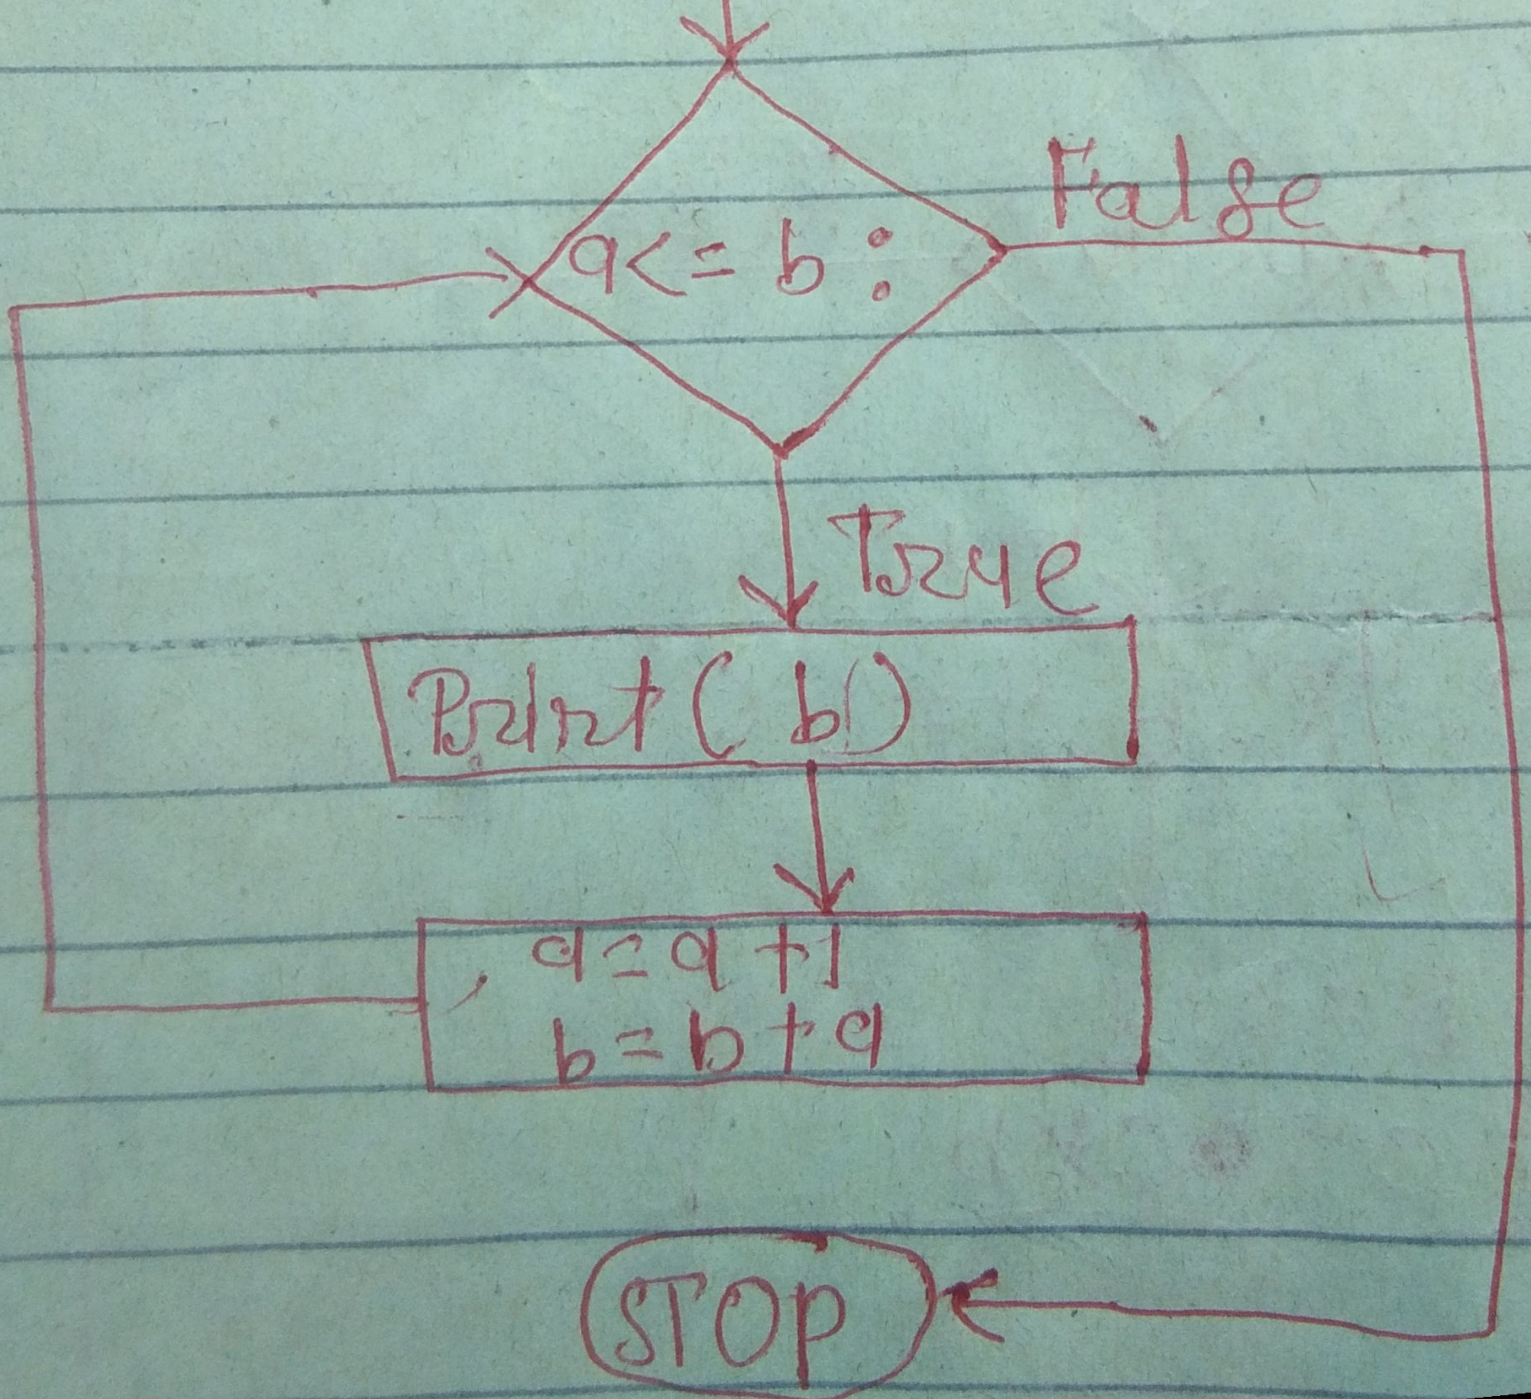 False
a<= b :
True
Print( b)
a=a+1
b=b+a
STOP